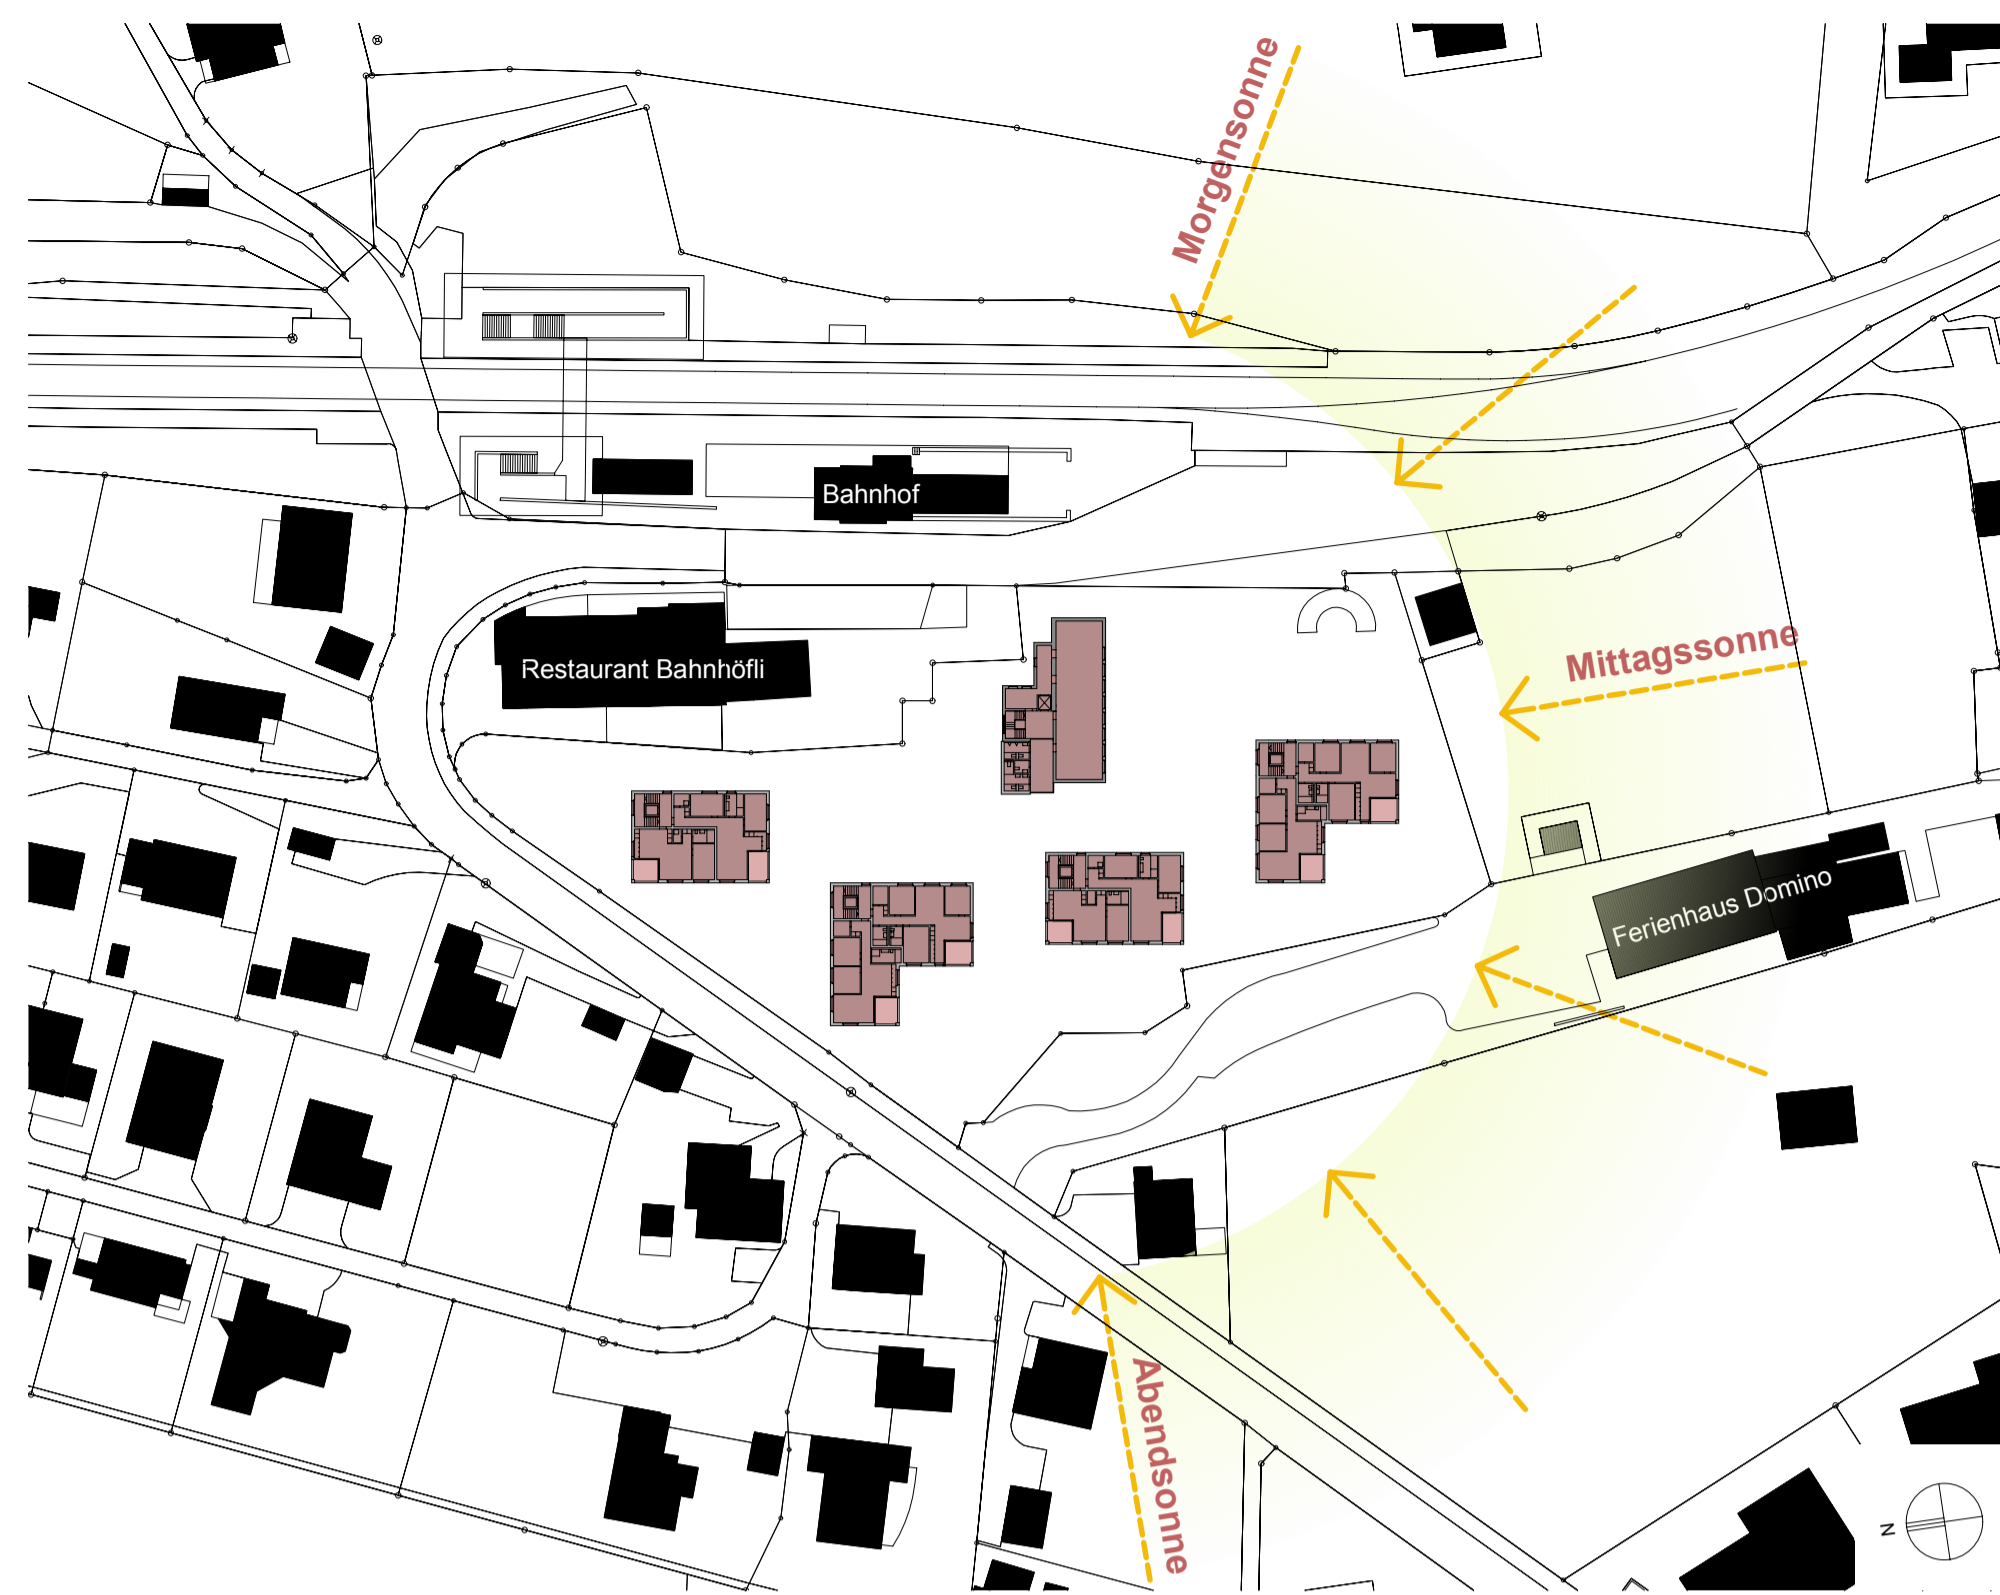 Morgensonne
Bahnhof
Mittagssonne
Restaurant Bahnhöfli
Ferienhaus Domino
Abendsonne
N